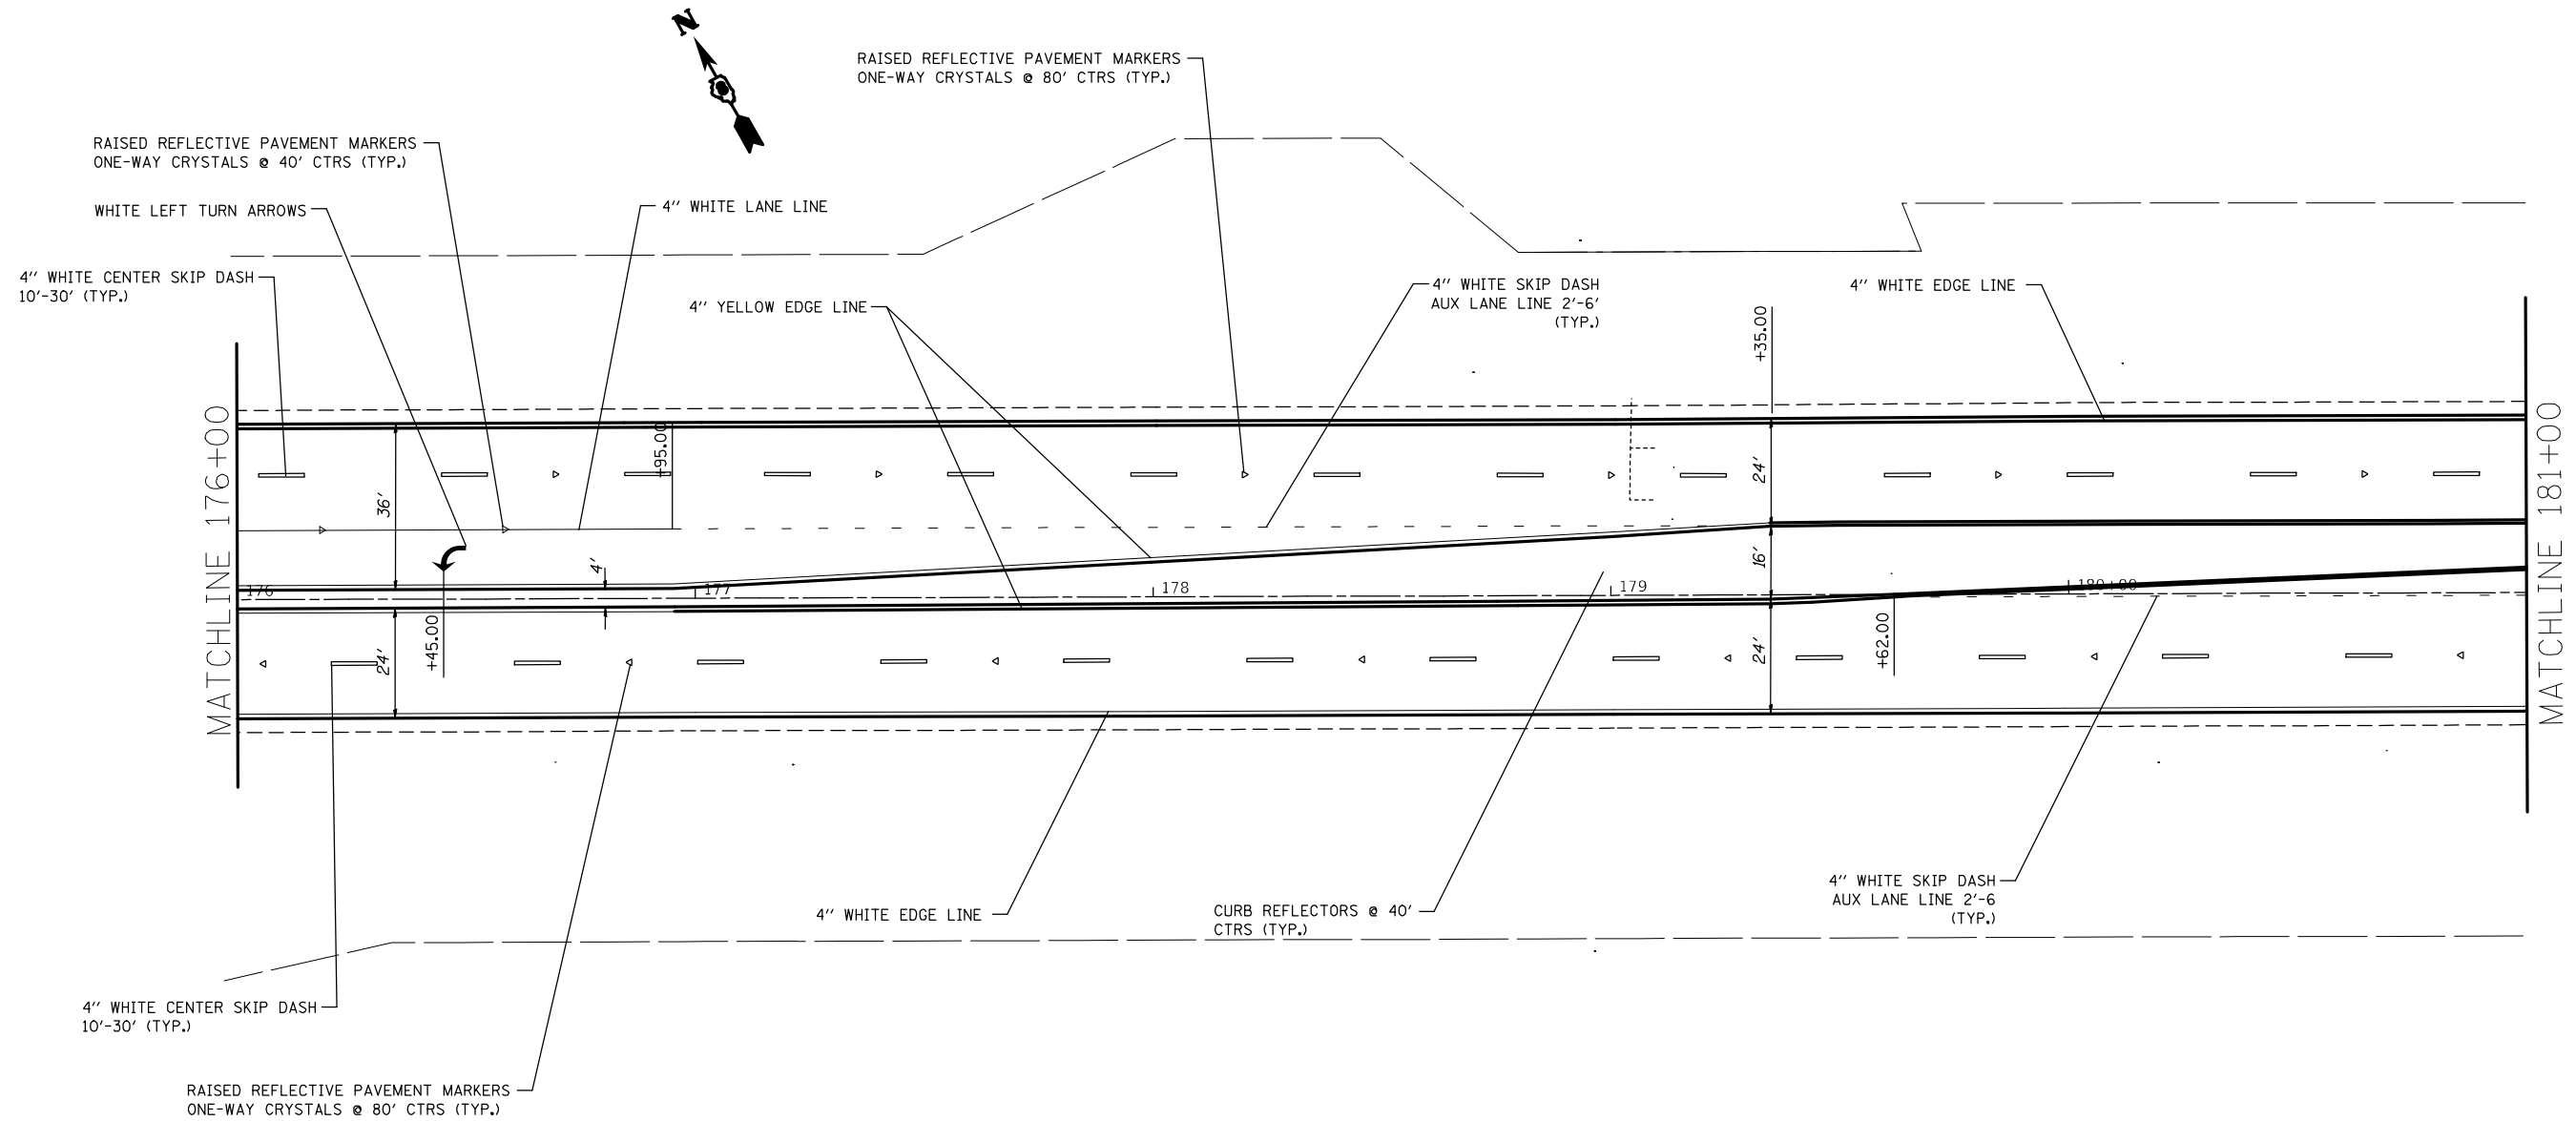 N
RAISED REFLECTIVE PAVEMENT MARKERS
ONE-WAY CRYSTALS @ 80' CTRS (TYP.)
RAISED REFLECTIVE PAVEMENT MARKERS
ONE-WAY CRYSTALS @ 40' CTRS (TYP.)
WHITE LEFT TURN ARROWS
4'' WHITE LANE LINE
4'' WHITE CENTER SKIP DASH
10'-30' (TYP.)
4'' YELLOW EDGE LINE
4'' WHITE SKIP DASH
AUX LANE LINE 2'-6'
(TYP.)
4'' WHITE EDGE LINE
+35.00
MATCHLINE 176+00
+95.00
36'
24'
MATCHLINE 181+00
4'
16'
176
177
178
179
180+00
24'
+45.00
24'
+62.00
4'' WHITE EDGE LINE
CURB REFLECTORS @ 40'
CTRS (TYP.)
4'' WHITE SKIP DASH
AUX LANE LINE 2'-6
(TYP.)
4'' WHITE CENTER SKIP DASH
10'-30' (TYP.)
RAISED REFLECTIVE PAVEMENT MARKERS
ONE-WAY CRYSTALS @ 80' CTRS (TYP.)